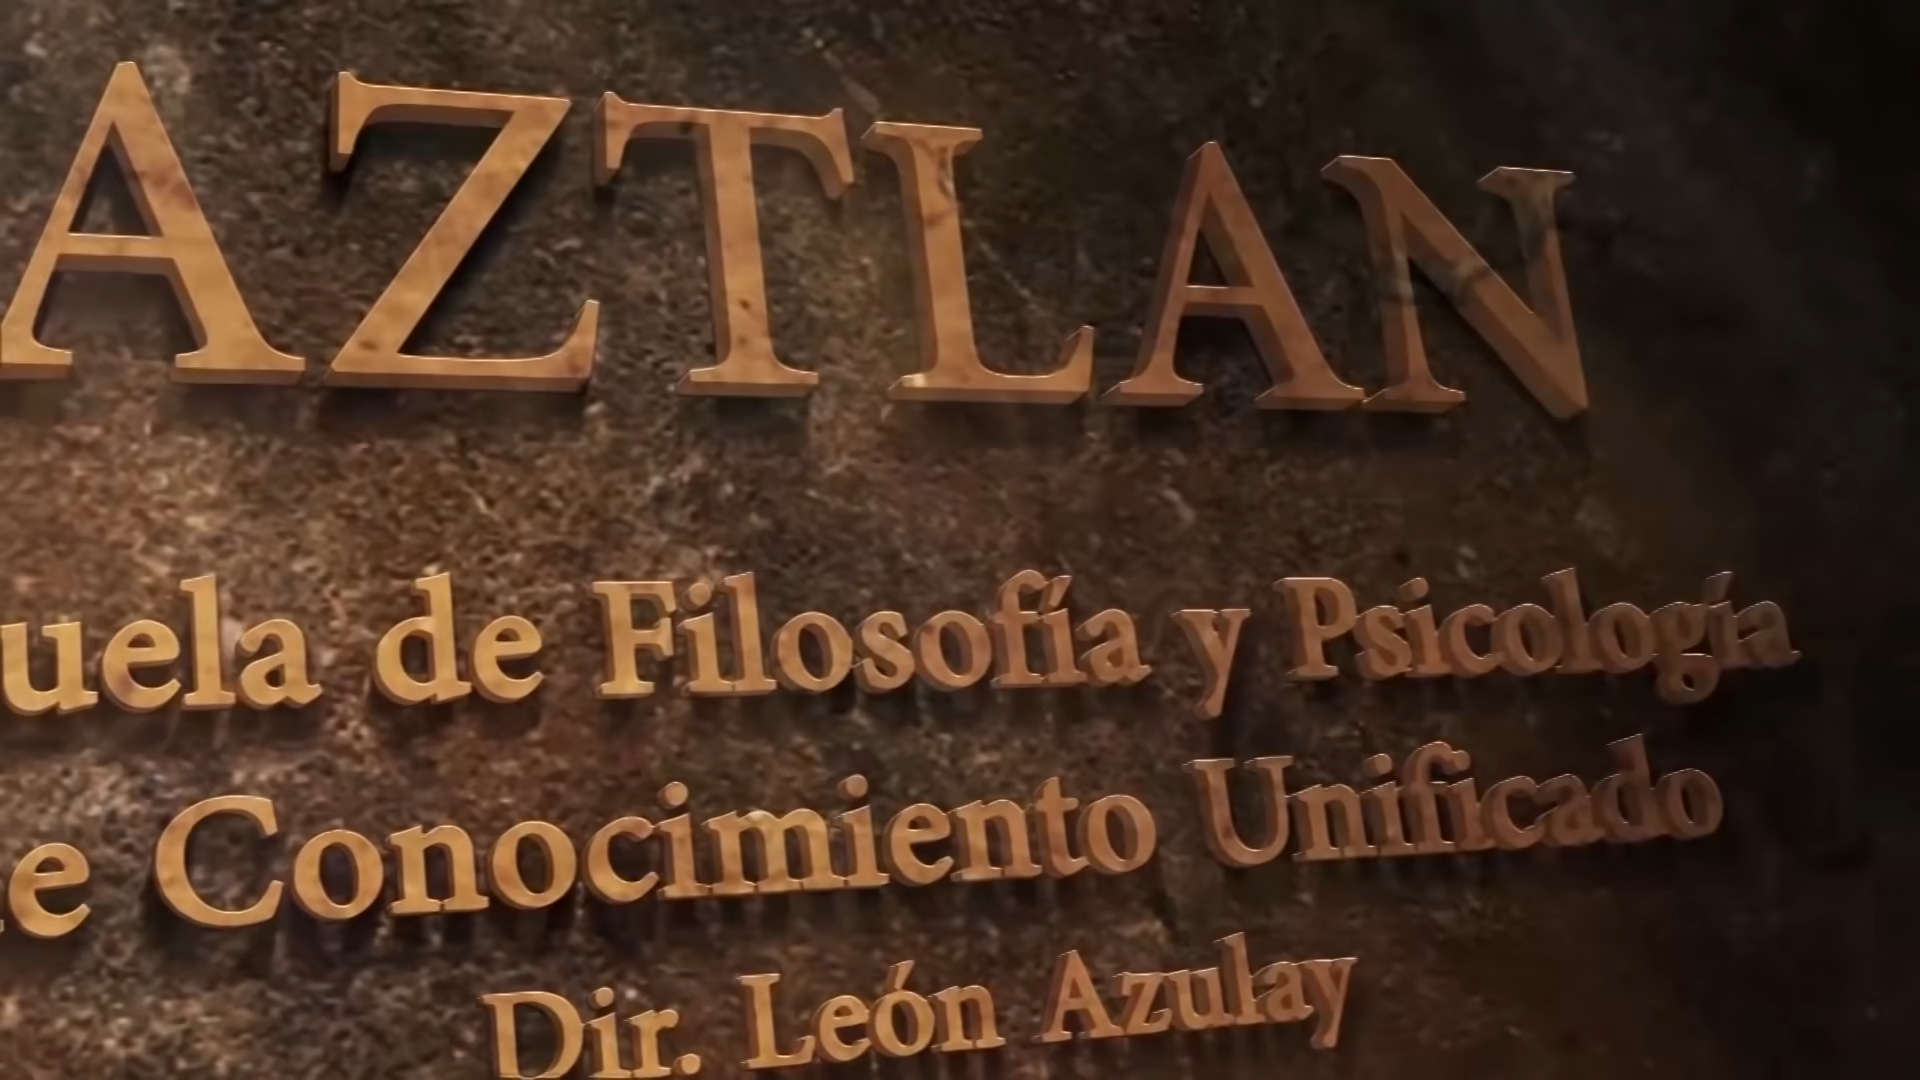 AZTLAN
uela de Filosofía y Psicología
e Conocimiento Unificado
Dir. León Azulay